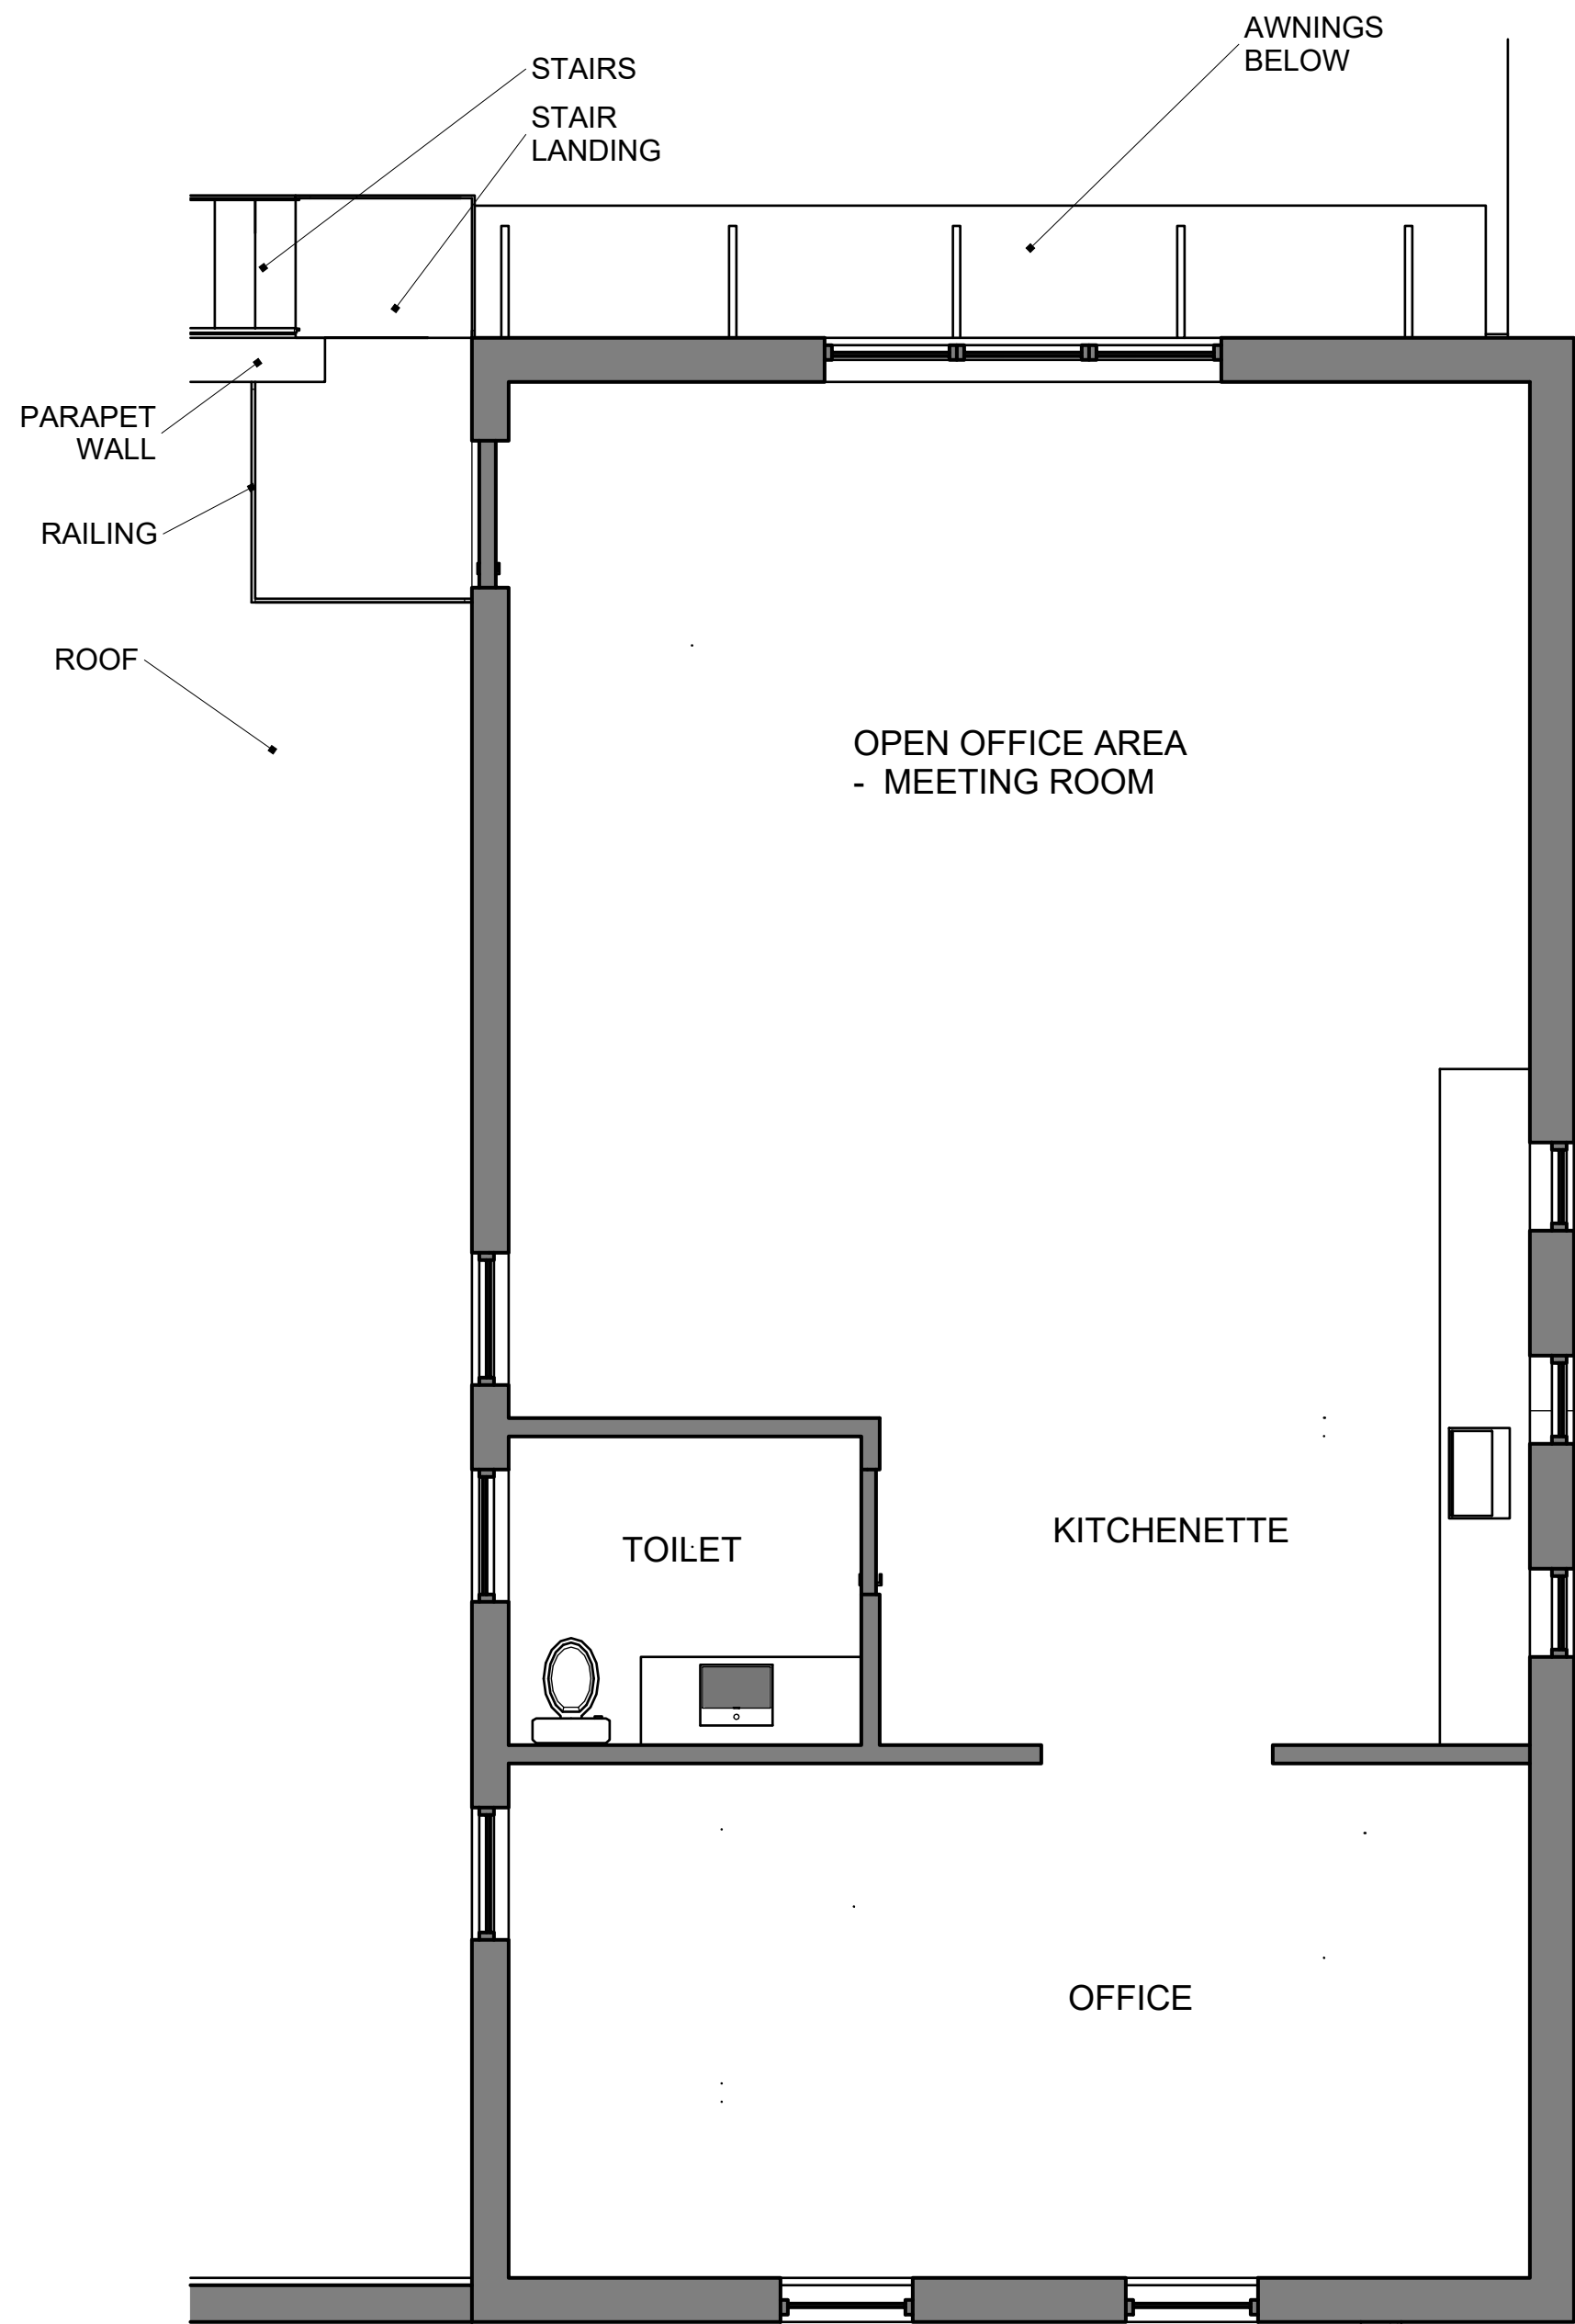 AWNINGS
BELOW
STAIRS
STAIR
LANDING
PARAPET
WALL
RAILING
ROOF
OPEN OFFICE AREA
- MEETING ROOM
KITCHENETTE
TOILET
OFFICE